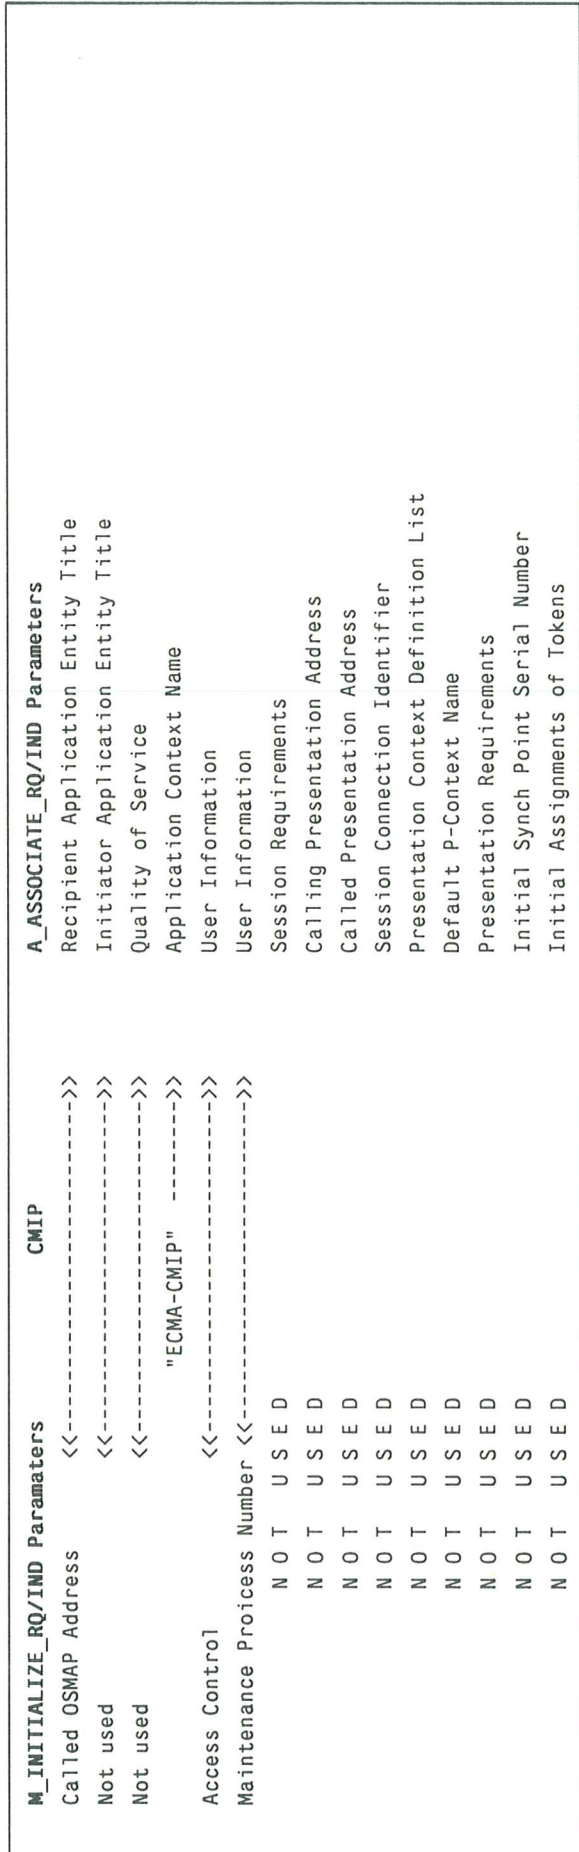 M_INITIALIZE_RQ/IND Paramaters CMIP A_ASSOCIATE_RQ/IND Parameters
Called OSMAP Address <<---------------------------------->> Recipient Application Entity Title
Not used <<---------------------------------->> Initiator Application Entity Title
Not used <<---------------------------------->> Quality of Service
"ECMA-CMIP" -------->> Application Context Name
Access Control <<---------------------------------->> User Information
Maintenance Proicess Number <<---------------------------------->> User Information
N O T U S E D Session Requirements
N O T U S E D Calling Presentation Address
N O T U S E D Called Presentation Address
N O T U S E D Session Connection Identifier
N O T U S E D Presentation Context Definition List
N O T U S E D Default P-Context Name
N O T U S E D Presentation Requirements
N O T U S E D Initial Synch Point Serial Number
N O T U S E D Initial Assignments of Tokens